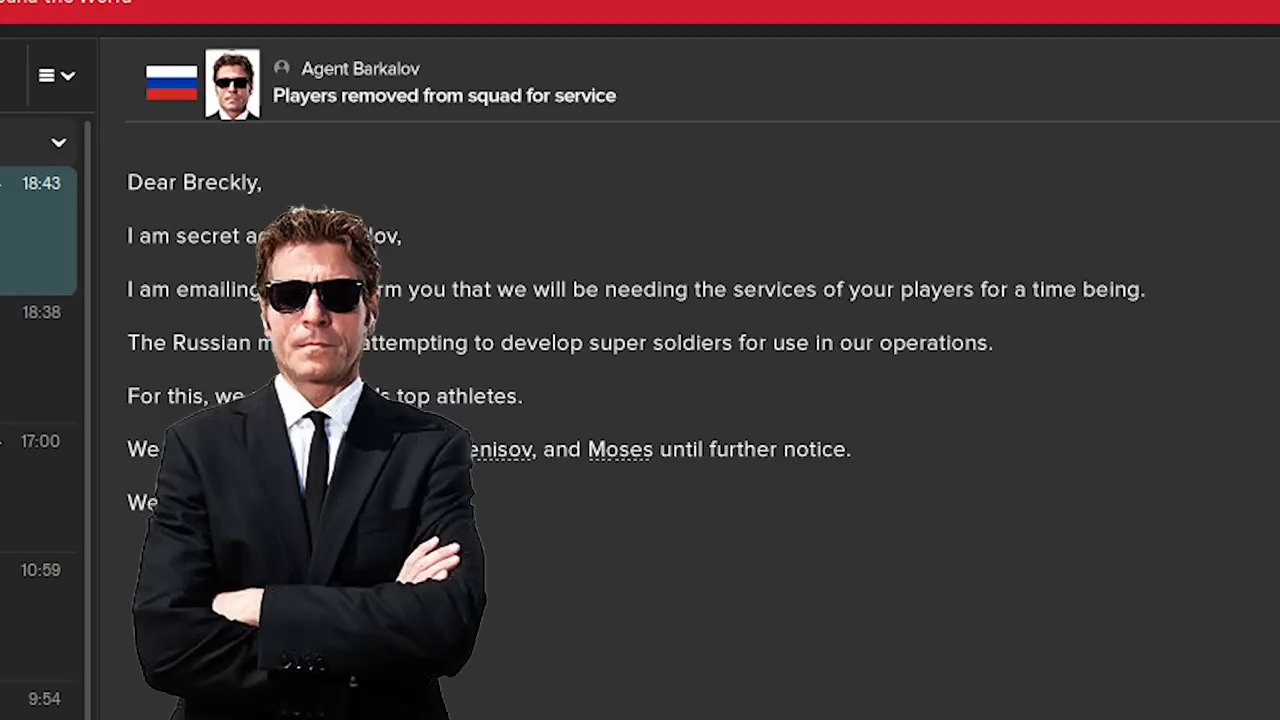 ound the World
Agent Barkalov
Players removed from squad for service
18:43
18:38
17:00
10:59
9:54
Dear Breckly,
I am secret a lov,
I am emailing rm you that we will be needing the services of your players for a time being.
The Russian m attempting to develop super soldiers for use in our operations.
For this, we 's top athletes.
We enisov, and Moses until further notice.
We